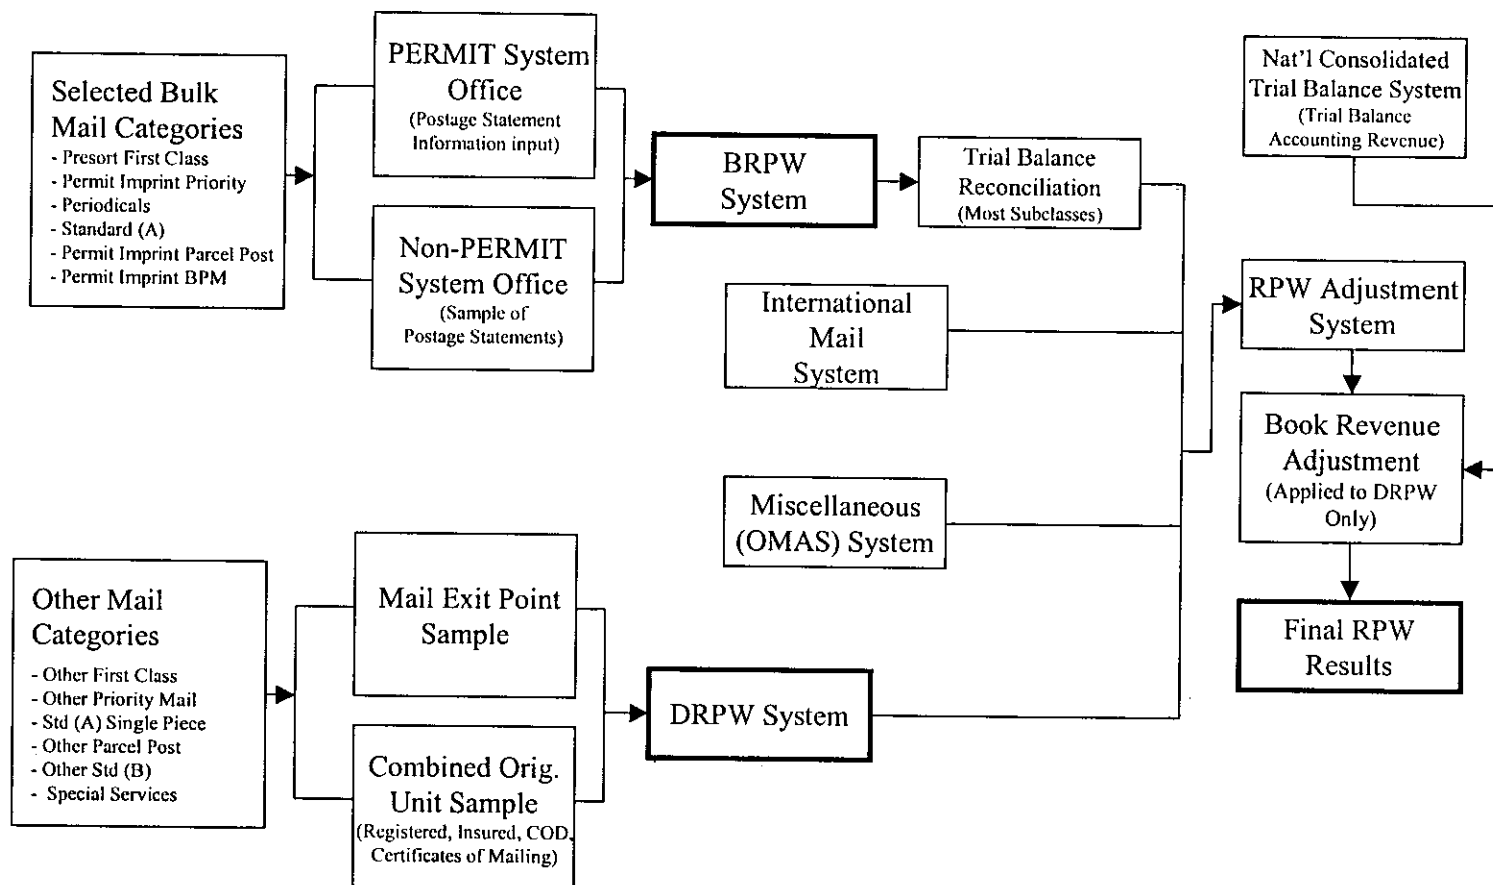 Selected Bulk
Mail Categories
- Presort First Class
- Permit Imprint Priority
- Periodicals
- Standard (A)
- Permit Imprint Parcel Post
- Permit Imprint BPM
PERMIT System
Office
(Postage Statement
Information input)
Non-PERMIT
System Office
(Sample of
Postage Statements)
BRPW
System
Trial Balance
Reconciliation
(Most Subclasses)
Nat'l Consolidated
Trial Balance System
(Trial Balance
Accounting Revenue)
International
Mail
System
RPW Adjustment
System
Book Revenue
Adjustment
(Applied to DRPW
Only)
Miscellaneous
(OMAS) System
Final RPW
Results
Other Mail
Categories
- Other First Class
- Other Priority Mail
- Std (A) Single Piece
- Other Parcel Post
- Other Std (B)
- Special Services
Mail Exit Point
Sample
Combined Orig.
Unit Sample
(Registered, Insured, COD,
Certificates of Mailing)
DRPW System